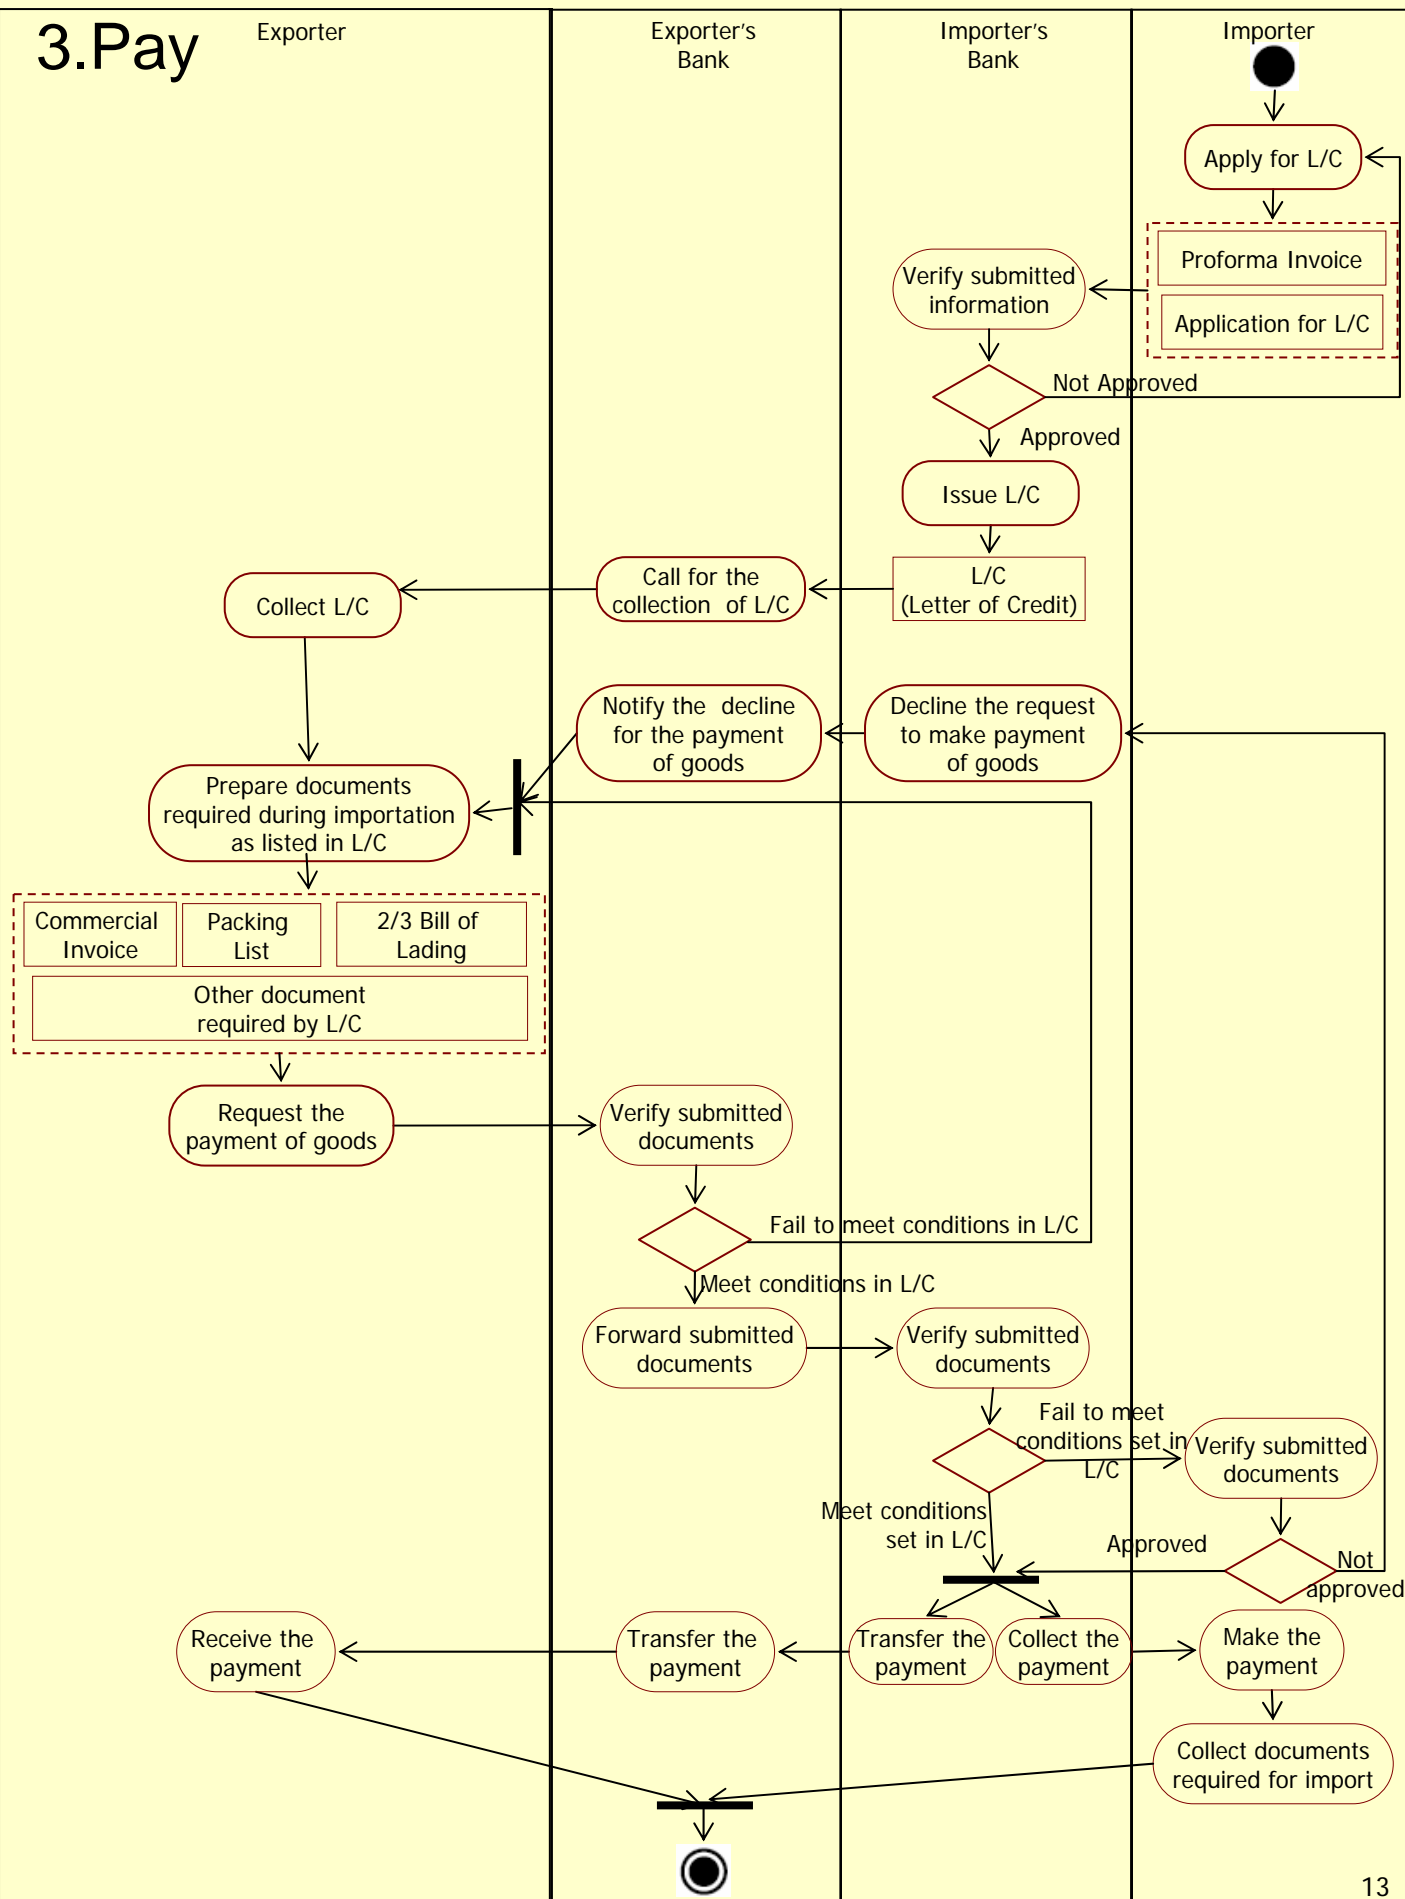 3.Pay
Exporter
Exporter's
Bank
Importer's
Bank
Importer
Apply for L/C
Proforma Invoice
Application for L/C
Verify submitted
information
Not Approved
Approved
Issue L/C
L/C
(Letter of Credit)
Call for the
collection of L/C
Collect L/C
Decline the request
to make payment
of goods
Notify the decline
for the payment
of goods
Prepare documents
required during importation
as listed in L/C
Commercial
Invoice
Packing
List
2/3 Bill of
Lading
Other document
required by L/C
Request the
payment of goods
Verify submitted
documents
Fail to meet conditions in L/C
Meet conditions in L/C
Forward submitted
documents
Verify submitted
documents
Fail to meet
conditions set in
L/C
Verify submitted
documents
Meet conditions
set in L/C
Approved
Not
approved
Receive the
payment
Transfer the
payment
Transfer the
payment
Collect the
payment
Make the
payment
Collect documents
required for import
13